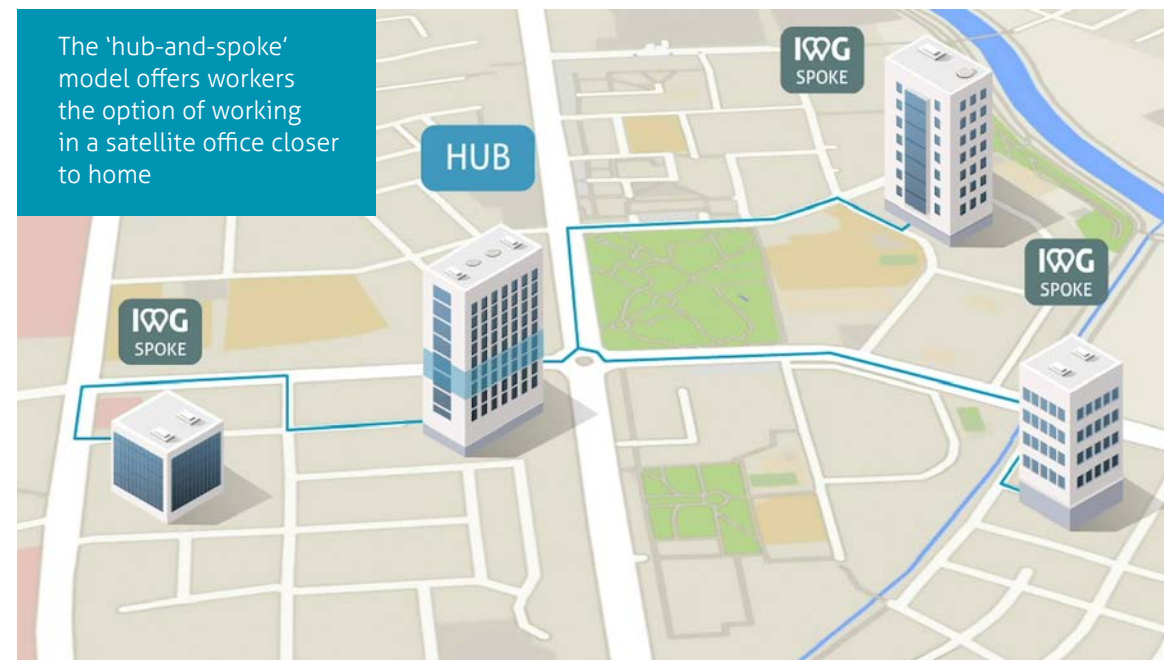 The ‘hub-and-spoke’
model offers workers
the option of working
in a satellite office closer
to home
IWG
SPOKE
HUB
IWG
SPOKE
IWG
SPOKE